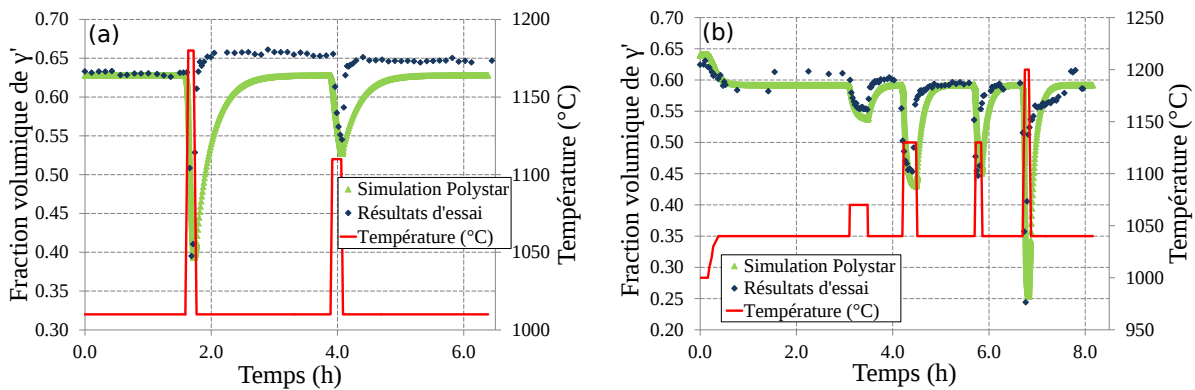 (a)
Fraction volumique de γ'
0.70
0.65
0.60
0.55
0.50
0.45
0.40
0.35
0.30
0.0
2.0
4.0
6.0
Temps (h)
1200
1150
1100
1050
1000
Température (°C)
Simulation Polystar
Résultats d'essai
Température (°C)
(b)
Fraction volumique de γ'
0.70
0.65
0.60
0.55
0.50
0.45
0.40
0.35
0.30
0.25
0.20
0.0
2.0
4.0
6.0
8.0
Temps (h)
1250
1200
1150
1100
1050
1000
950
Température (°C)
Simulation Polystar
Résultats d'essai
Température (°C)